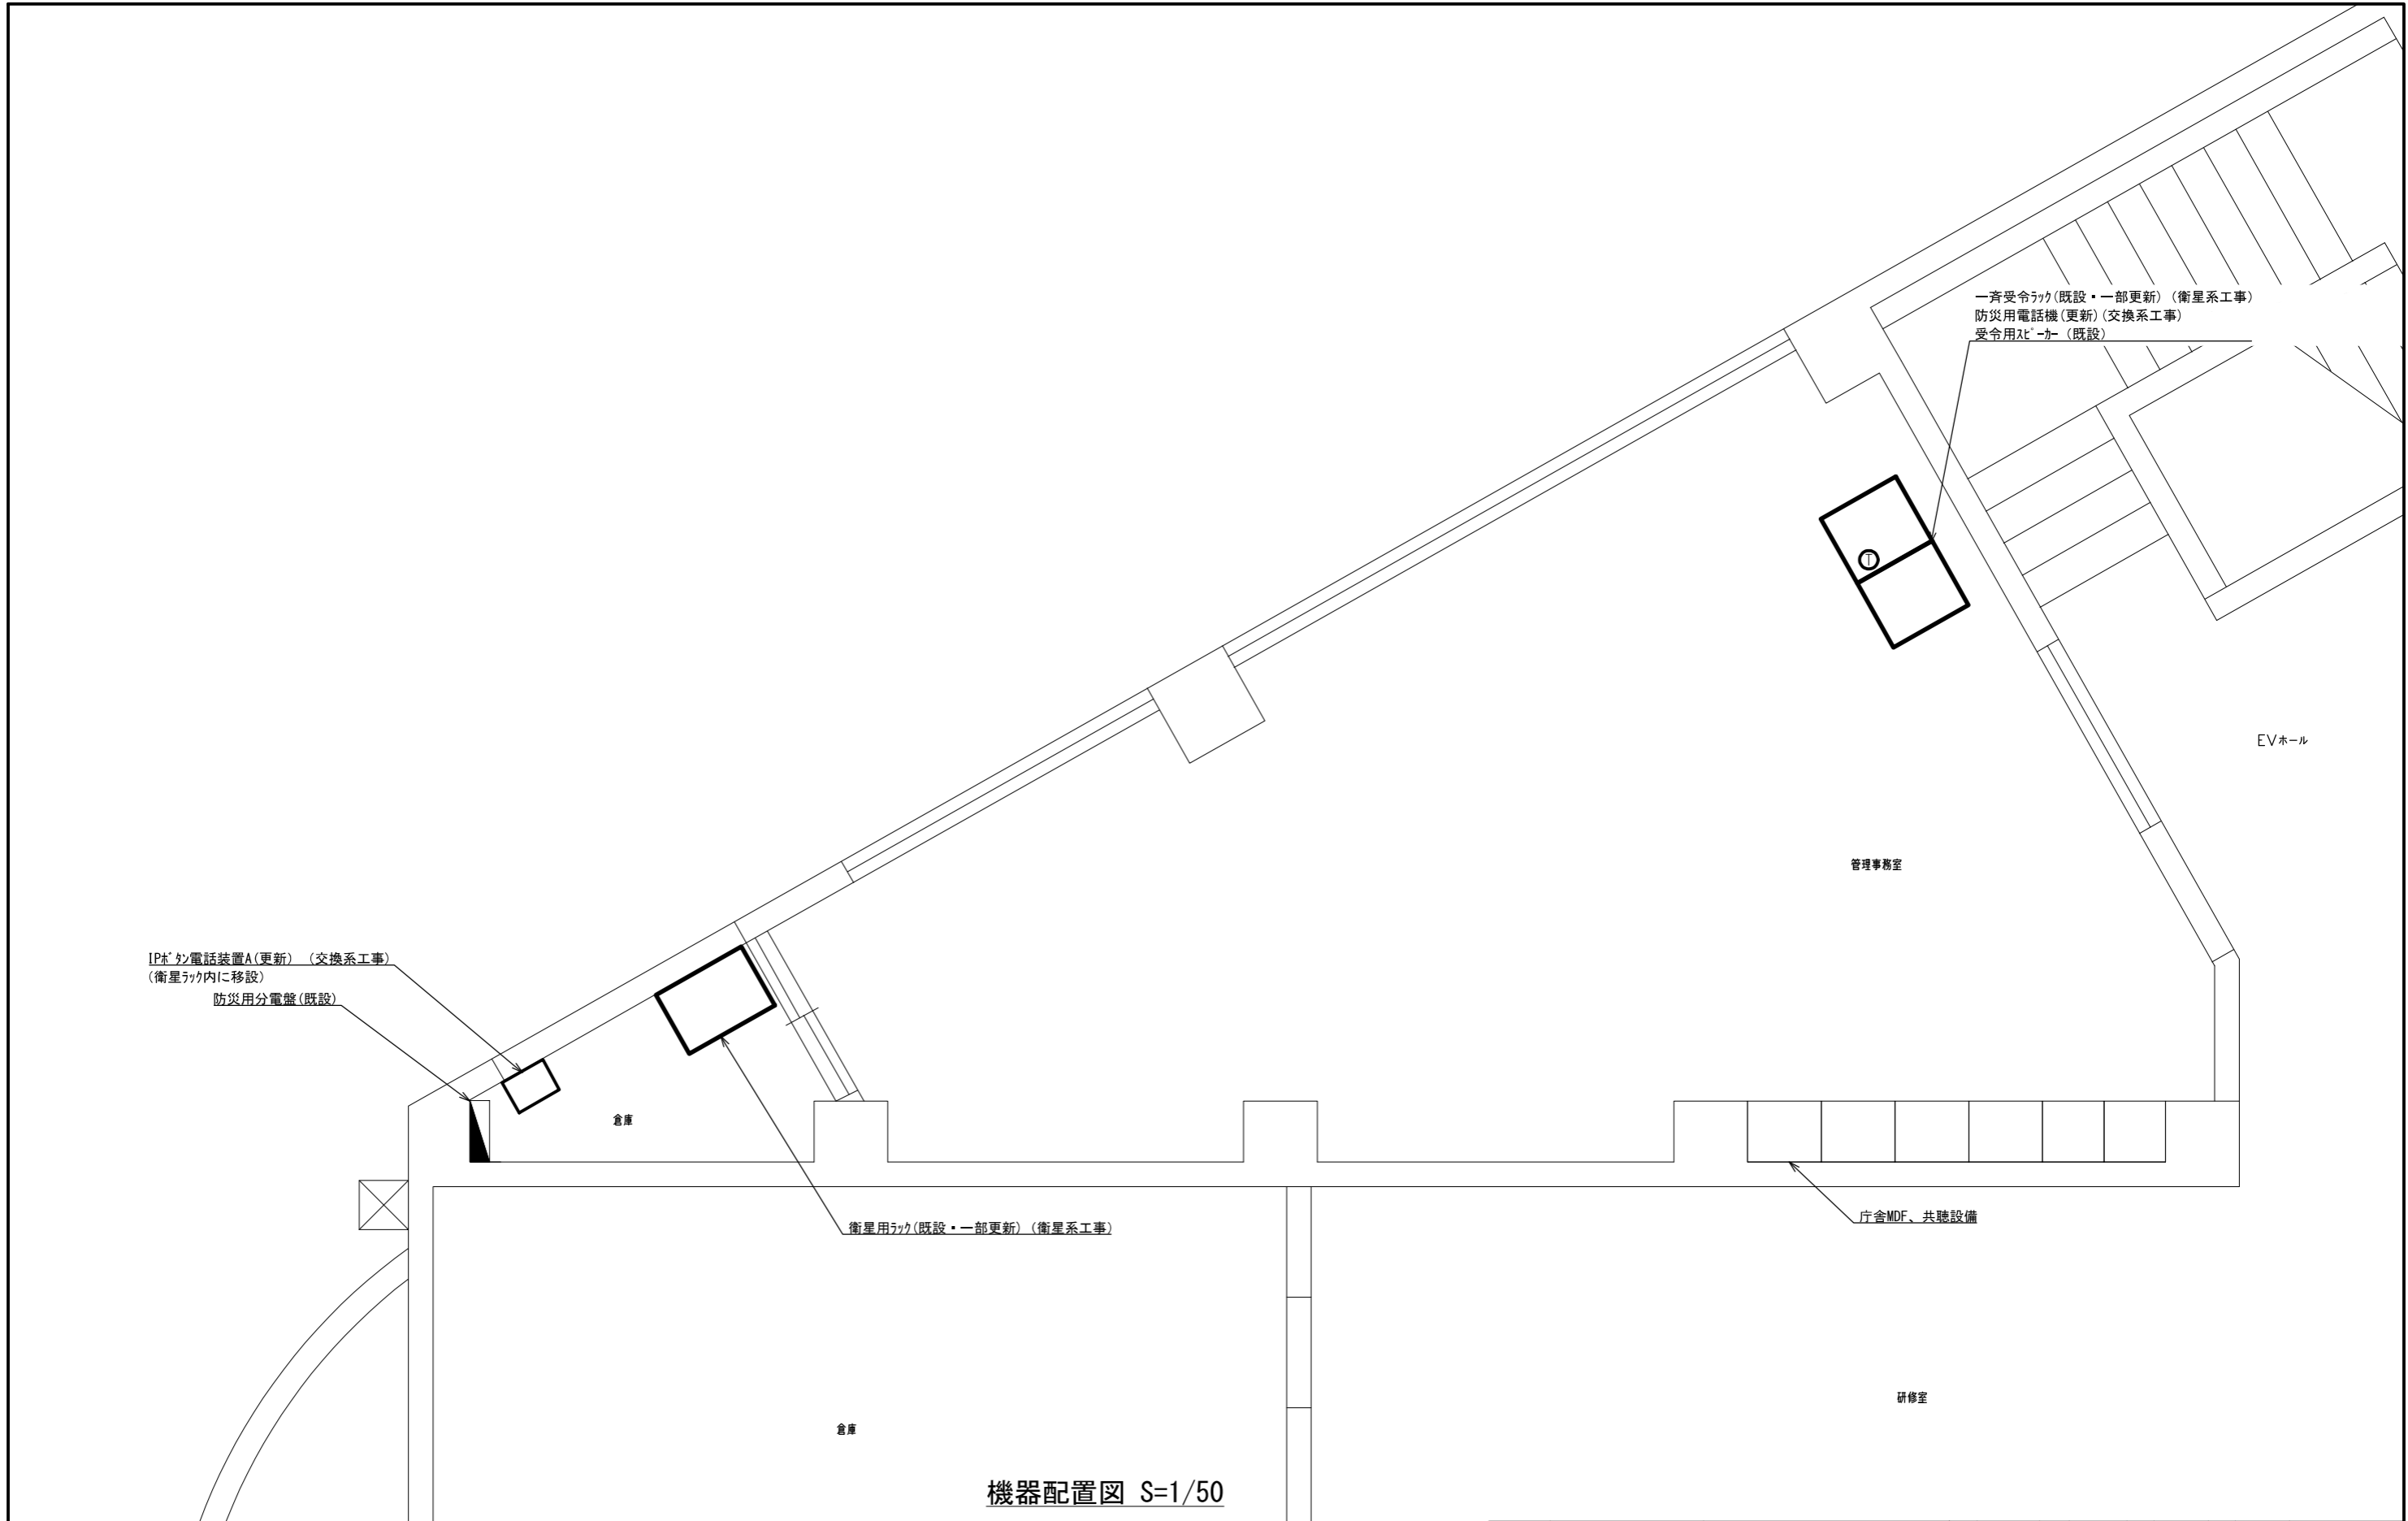 一斉受令ﾗｯｸ(既設・一部更新)(衛星系工事)
防災用電話機(更新)(交換系工事)
受令用ｽﾋﾟｰｶｰ(既設)
T
EVホール
管理事務室
IPﾎﾞﾀﾝ電話装置A(更新) (交換系工事)
(衛星ﾗｯｸ内に移設)
防災用分電盤(既設)
倉庫
衛星用ﾗｯｸ(既設・一部更新)(衛星系工事)
庁舎MDF、共聴設備
研修室
倉庫
機器配置図 S=1/50